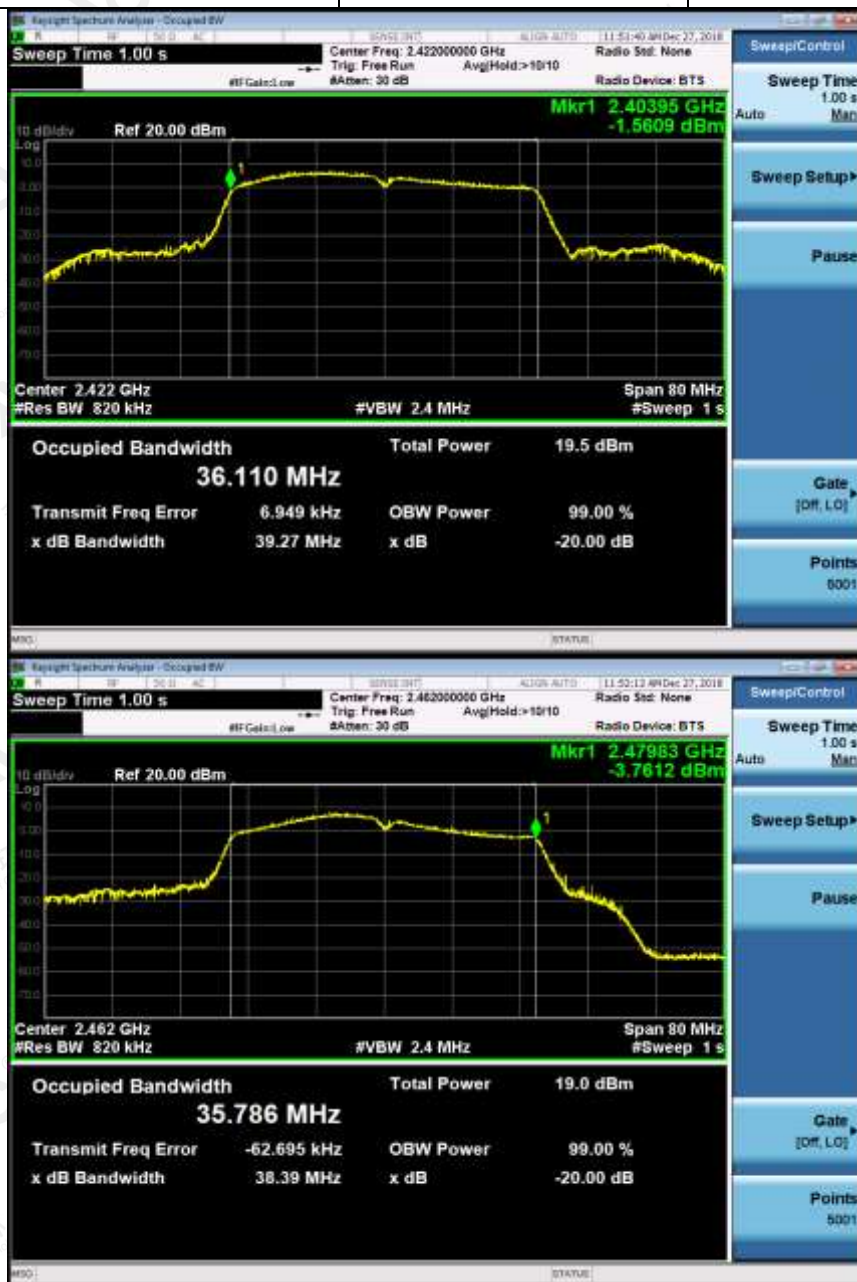 Keysight Spectrum Analyzer - Occupied BW
Sweep Time 1.00 s
Center Freq: 2.422000000 GHz
Trig: Free Run Avg|Hold:>10/10
#IFGain:Low #Atten: 30 dB
ALIGN AUTO
11:51:40 AM Dec 27, 2018
Radio Std: None
Radio Device: BTS
Mkr1 2.40395 GHz
-1.5609 dBm
10 dB/div Ref 20.00 dBm
Log
Center 2.422 GHz Span 80 MHz
#Res BW 820 kHz #VBW 2.4 MHz #Sweep 1 s
Occupied Bandwidth Total Power 19.5 dBm
36.110 MHz
Transmit Freq Error 6.949 kHz OBW Power 99.00 %
x dB Bandwidth 39.27 MHz x dB -20.00 dB
MSG STATUS
Sweep/Control
Sweep Time
1.00 s
Auto Man
Sweep Setup
Pause
Gate
[Off, LO]
Points
5001
Keysight Spectrum Analyzer - Occupied BW
Sweep Time 1.00 s
Center Freq: 2.462000000 GHz
Trig: Free Run Avg|Hold:>10/10
#IFGain:Low #Atten: 30 dB
ALIGN AUTO
11:52:12 AM Dec 27, 2018
Radio Std: None
Radio Device: BTS
Mkr1 2.47983 GHz
-3.7612 dBm
10 dB/div Ref 20.00 dBm
Log
Center 2.462 GHz Span 80 MHz
#Res BW 820 kHz #VBW 2.4 MHz #Sweep 1 s
Occupied Bandwidth Total Power 19.0 dBm
35.786 MHz
Transmit Freq Error -62.695 kHz OBW Power 99.00 %
x dB Bandwidth 38.39 MHz x dB -20.00 dB
MSG STATUS
Sweep/Control
Sweep Time
1.00 s
Auto Man
Sweep Setup
Pause
Gate
[Off, LO]
Points
5001